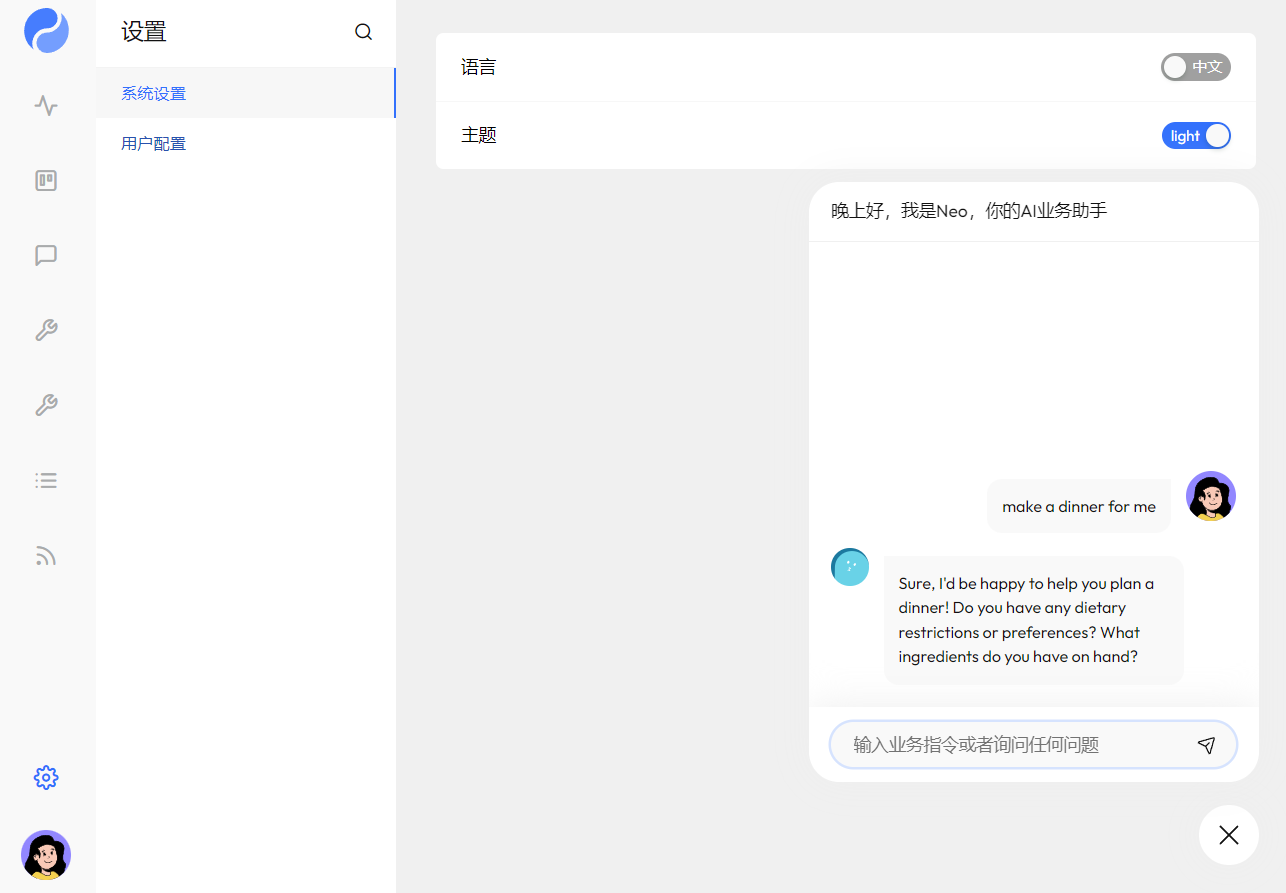 设置
系统设置
用户配置
语言
中文
主题
light
晚上好，我是Neo，你的AI业务助手
make a dinner for me
Sure, I'd be happy to help you plan a
dinner! Do you have any dietary
restrictions or preferences? What
ingredients do you have on hand?
输入业务指令或者询问任何问题